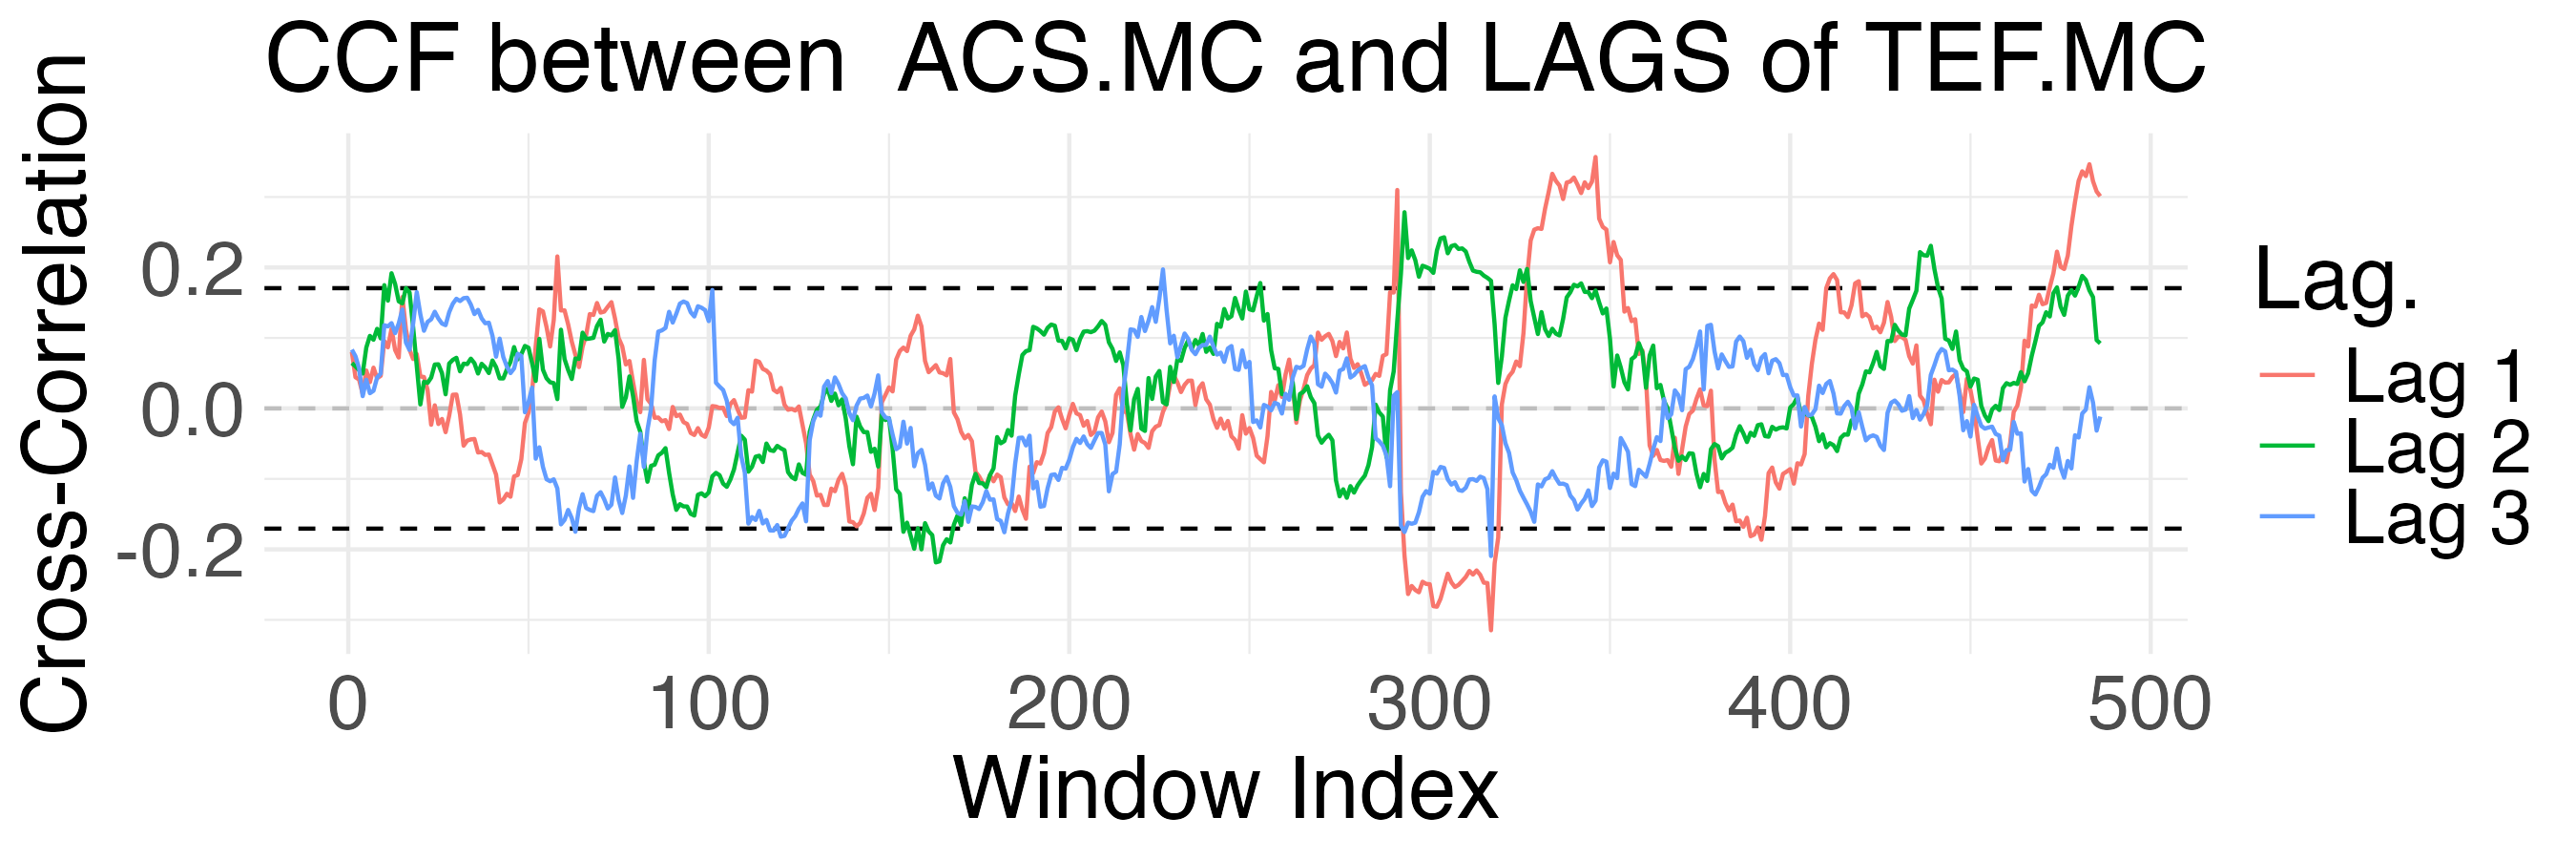 CCF between  ACS.MC and LAGS of TEF.MC
Cross-Correlation
0.2
0.0
-0.2
0 100 200 300 400 500
Window Index
Lag.
Lag 1
Lag 2
Lag 3